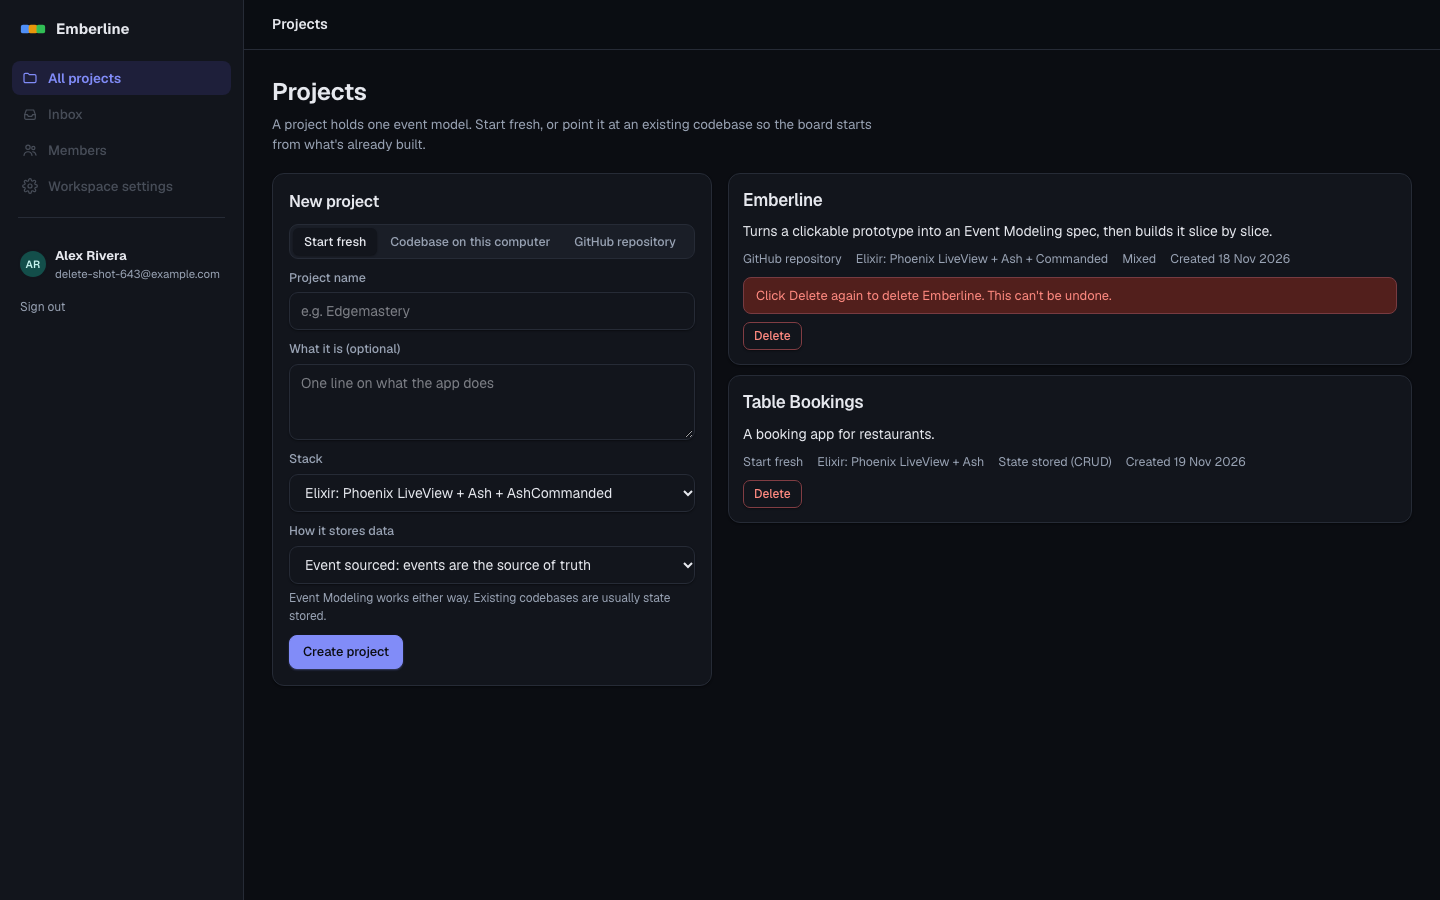 Emberline
All projects
Inbox
Members
Workspace settings
AR
Alex Rivera
delete-shot-643@example.com
Sign out
Projects
Projects
A project holds one event model. Start fresh, or point it at an existing codebase so the board starts
from what's already built.
New project
Start fresh
Codebase on this computer
GitHub repository
Project name
e.g. Edgemastery
What it is (optional)
One line on what the app does
Stack
Elixir: Phoenix LiveView + Ash + AshCommanded
How it stores data
Event sourced: events are the source of truth
Event Modeling works either way. Existing codebases are usually state
stored.
Create project
Emberline
Turns a clickable prototype into an Event Modeling spec, then builds it slice by slice.
GitHub repository Elixir: Phoenix LiveView + Ash + Commanded Mixed Created 18 Nov 2026
Click Delete again to delete Emberline. This can't be undone.
Delete
Table Bookings
A booking app for restaurants.
Start fresh Elixir: Phoenix LiveView + Ash State stored (CRUD) Created 19 Nov 2026
Delete